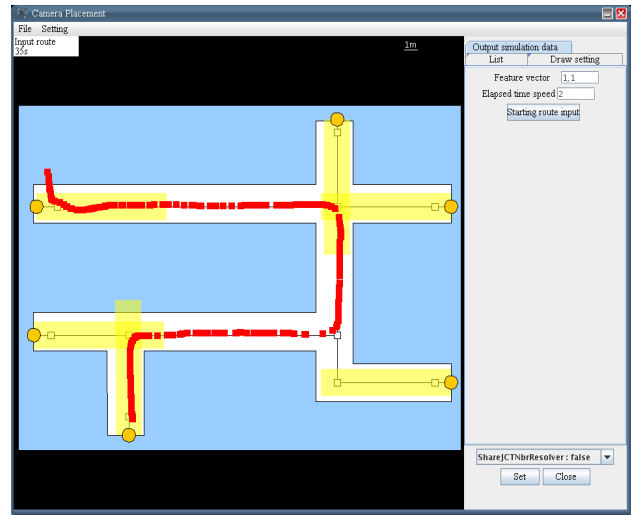 Camera Placement
File Setting
Input route
35s
1m
Output simulation data
List Draw setting
Feature vector 1,1
Elapsed time speed 2
Starting route input
ShareJCTNbrResolver : false
Set Close